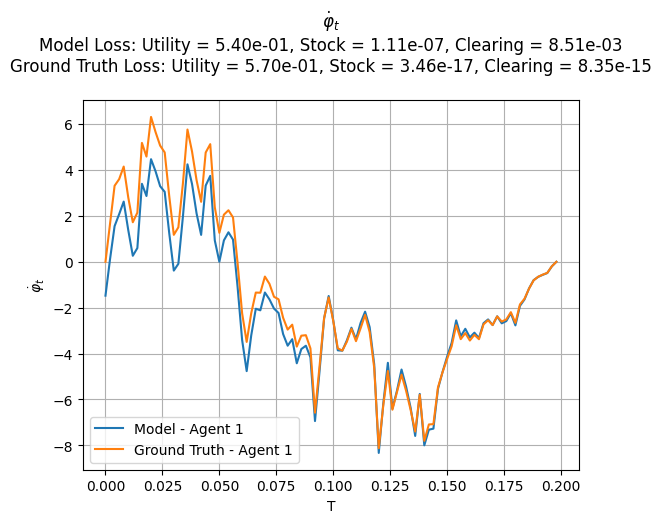 φ̇ₜ
Model Loss: Utility = 5.40e-01, Stock = 1.11e-07, Clearing = 8.51e-03
Ground Truth Loss: Utility = 5.70e-01, Stock = 3.46e-17, Clearing = 8.35e-15
6
4
2
0
−2
−4
−6
−8
φ̇ₜ
Model - Agent 1
Ground Truth - Agent 1
0.000 0.025 0.050 0.075 0.100 0.125 0.150 0.175 0.200
T